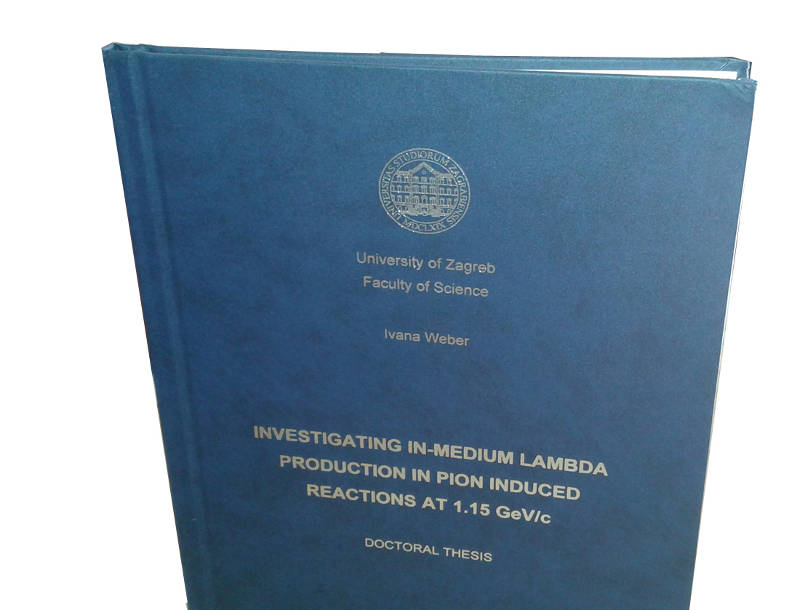 UNIVERSITAS STUDIORUM ZAGRABIENSIS
MDCLXIX
University of Zagreb
Faculty of Science
Ivana Weber
INVESTIGATING IN-MEDIUM LAMBDA
PRODUCTION IN PION INDUCED
REACTIONS AT 1.15 GeV/c
DOCTORAL THESIS